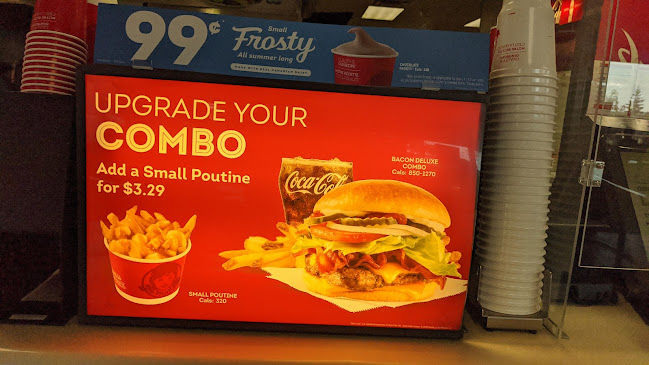 99¢
Small
Frosty
All summer long
UPGRADE YOUR
COMBO
Add a Small Poutine
for $3.29
Coca-Cola
BACON DELUXE
COMBO
Cals: 850-1270
SMALL POUTINE
Cals: 320